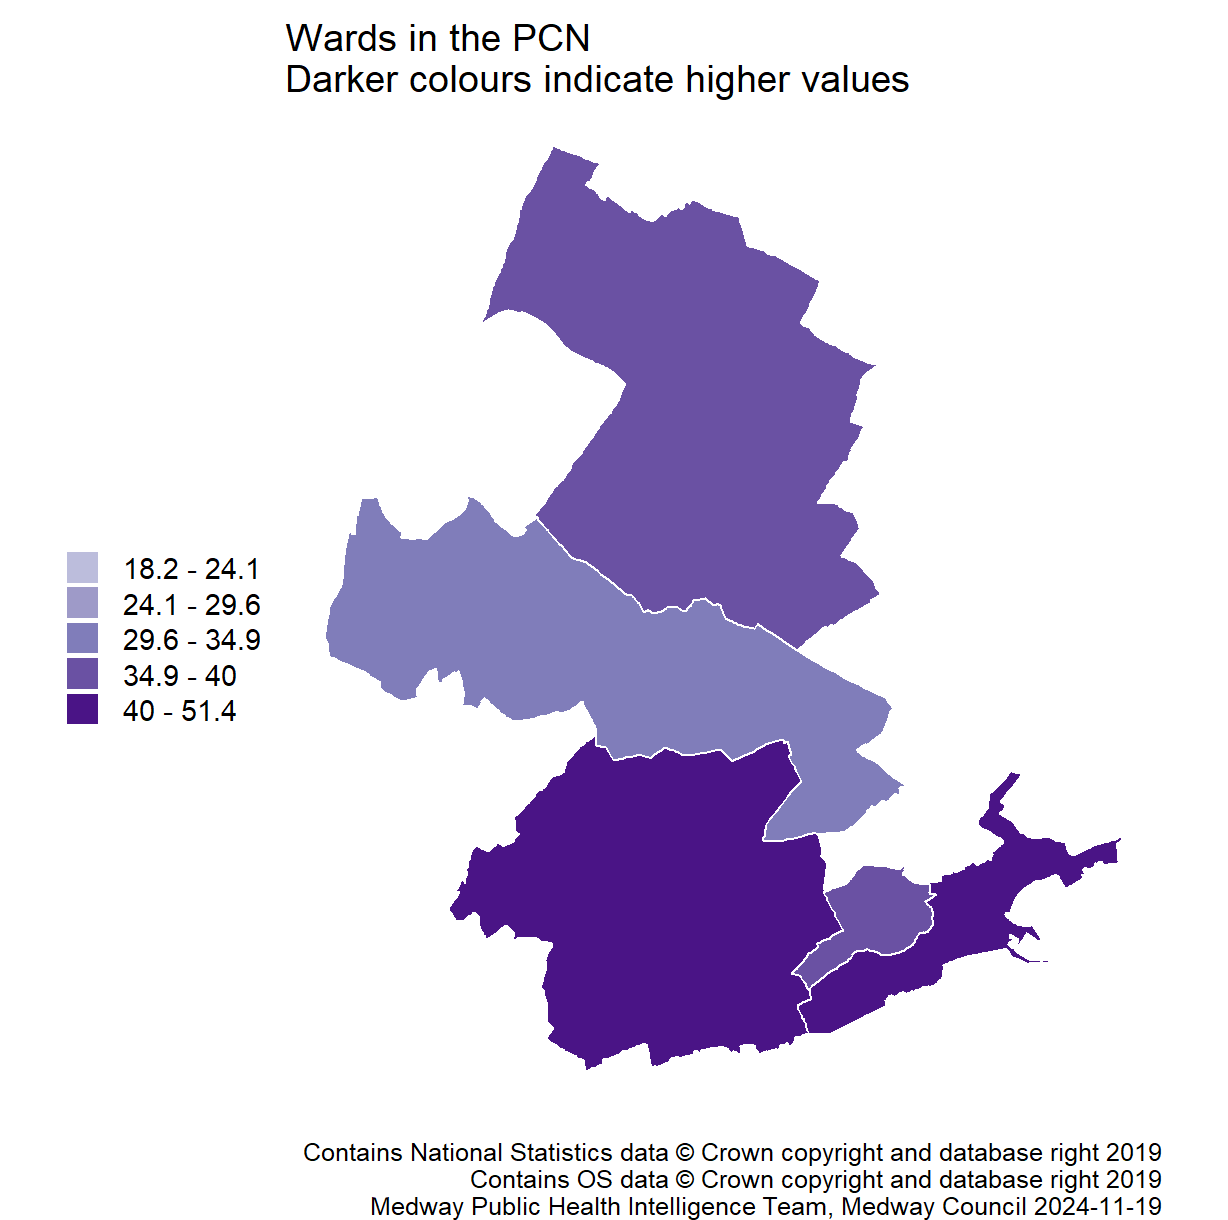 Wards in the PCN
Darker colours indicate higher values
18.2 - 24.1
24.1 - 29.6
29.6 - 34.9
34.9 - 40
40 - 51.4
Contains National Statistics data © Crown copyright and database right 2019
Contains OS data © Crown copyright and database right 2019
Medway Public Health Intelligence Team, Medway Council 2024-11-19